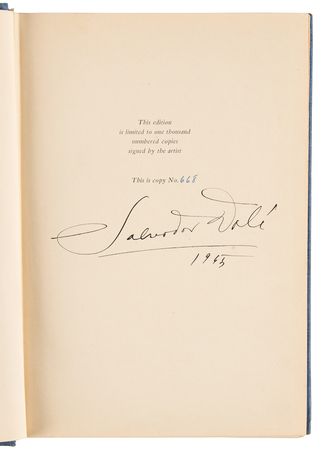 This edition
is limited to one thousand
numbered copies
signed by the artist
This is copy No. 668
Salvador Dalí